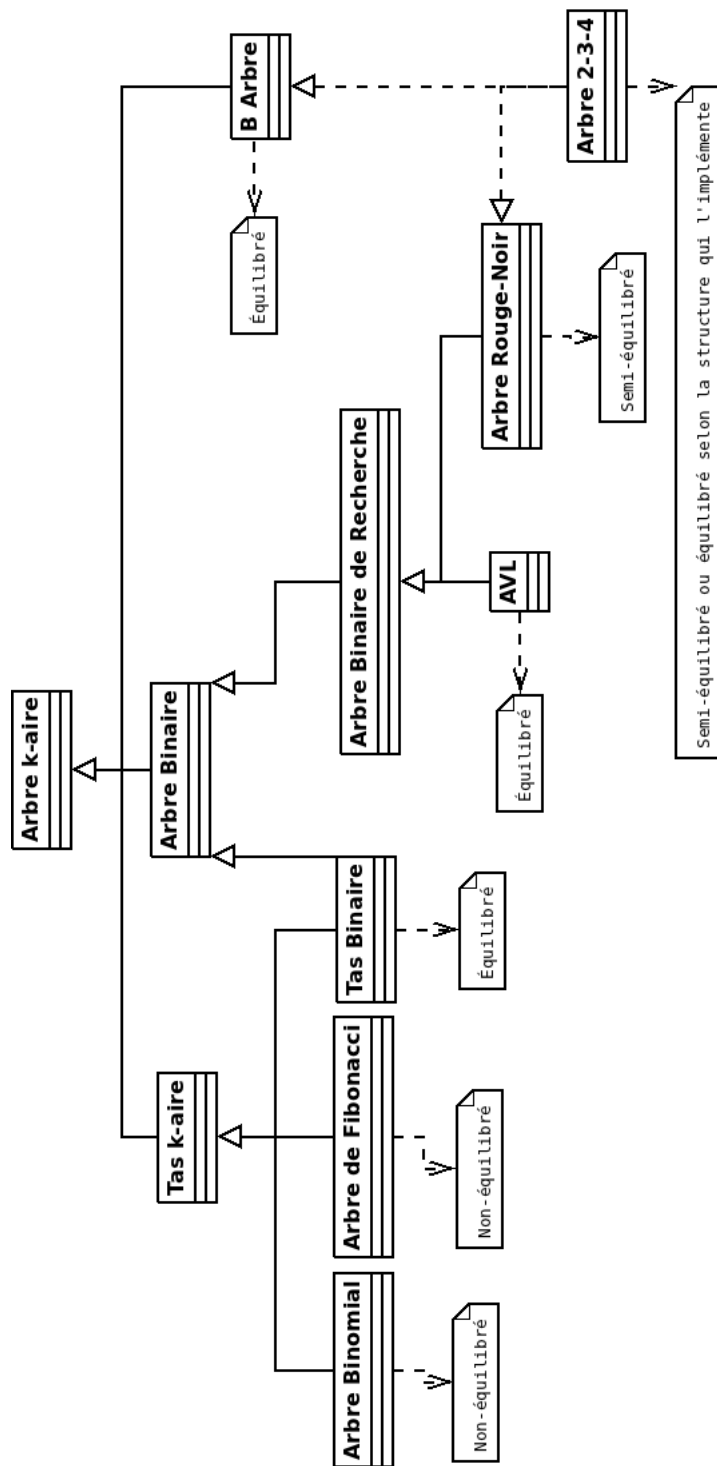 Arbre k-aire
Tas k-aire
Arbre Binaire
B Arbre
Équilibré
Arbre Binomial
Arbre de Fibonacci
Tas Binaire
Arbre Binaire de Recherche
Non-équilibré
Non-équilibré
Équilibré
AVL
Équilibré
Arbre Rouge-Noir
Semi-équilibré
Arbre 2-3-4
Semi-équilibré ou équilibré selon la structure qui l'implémente